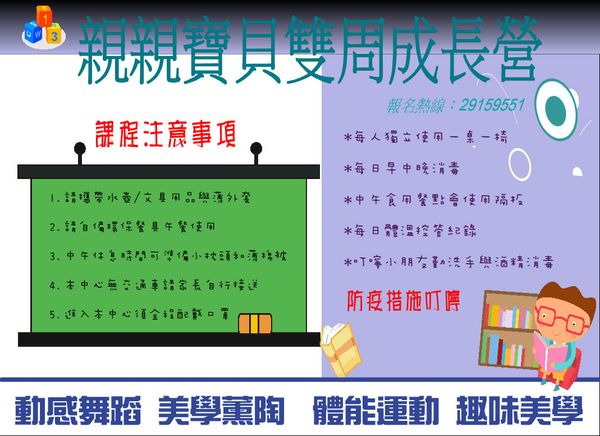 親親寶貝雙周成長營
報名熱線：29159551
課程注意事項
1.請攜帶水壺/文具用品與薄外套
2.請自備環保餐具午餐使用
3.中午休息時間可準備小枕頭和薄棉被
4.本中心無交通車請家長自行接送
5.進入本中心須全程配戴口罩
*每人獨立使用一桌一椅
*每日早中晚消毒
*中午食用餐點會使用隔板
*每日體溫控管紀錄
*叮嚀小朋友勤洗手與酒精消毒
防疫措施叮嚀
動感舞蹈 美學薰陶 體能運動 趣味美學